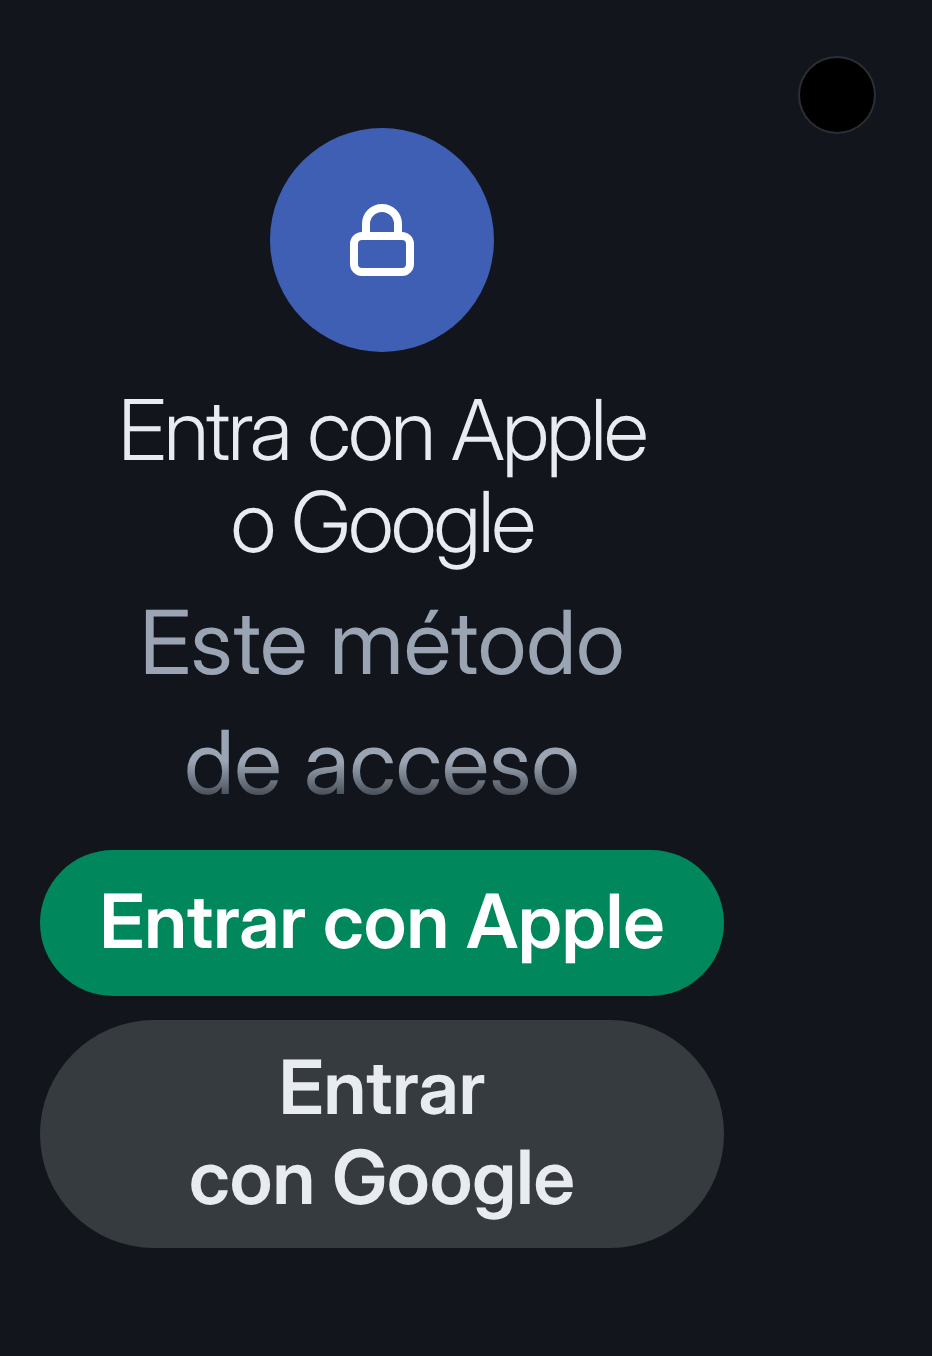 Entra con Apple
o Google
Este método
de acceso
Entrar con Apple
Entrar
con Google